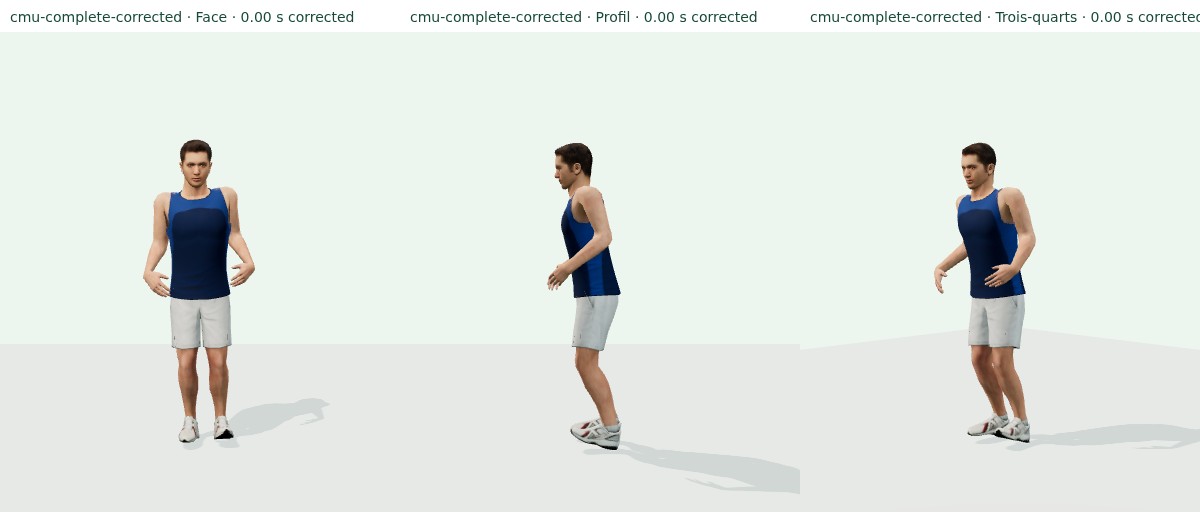 cmu-complete-corrected · Face · 0.00 s corrected
cmu-complete-corrected · Profil · 0.00 s corrected
cmu-complete-corrected · Trois-quarts · 0.00 s corrected